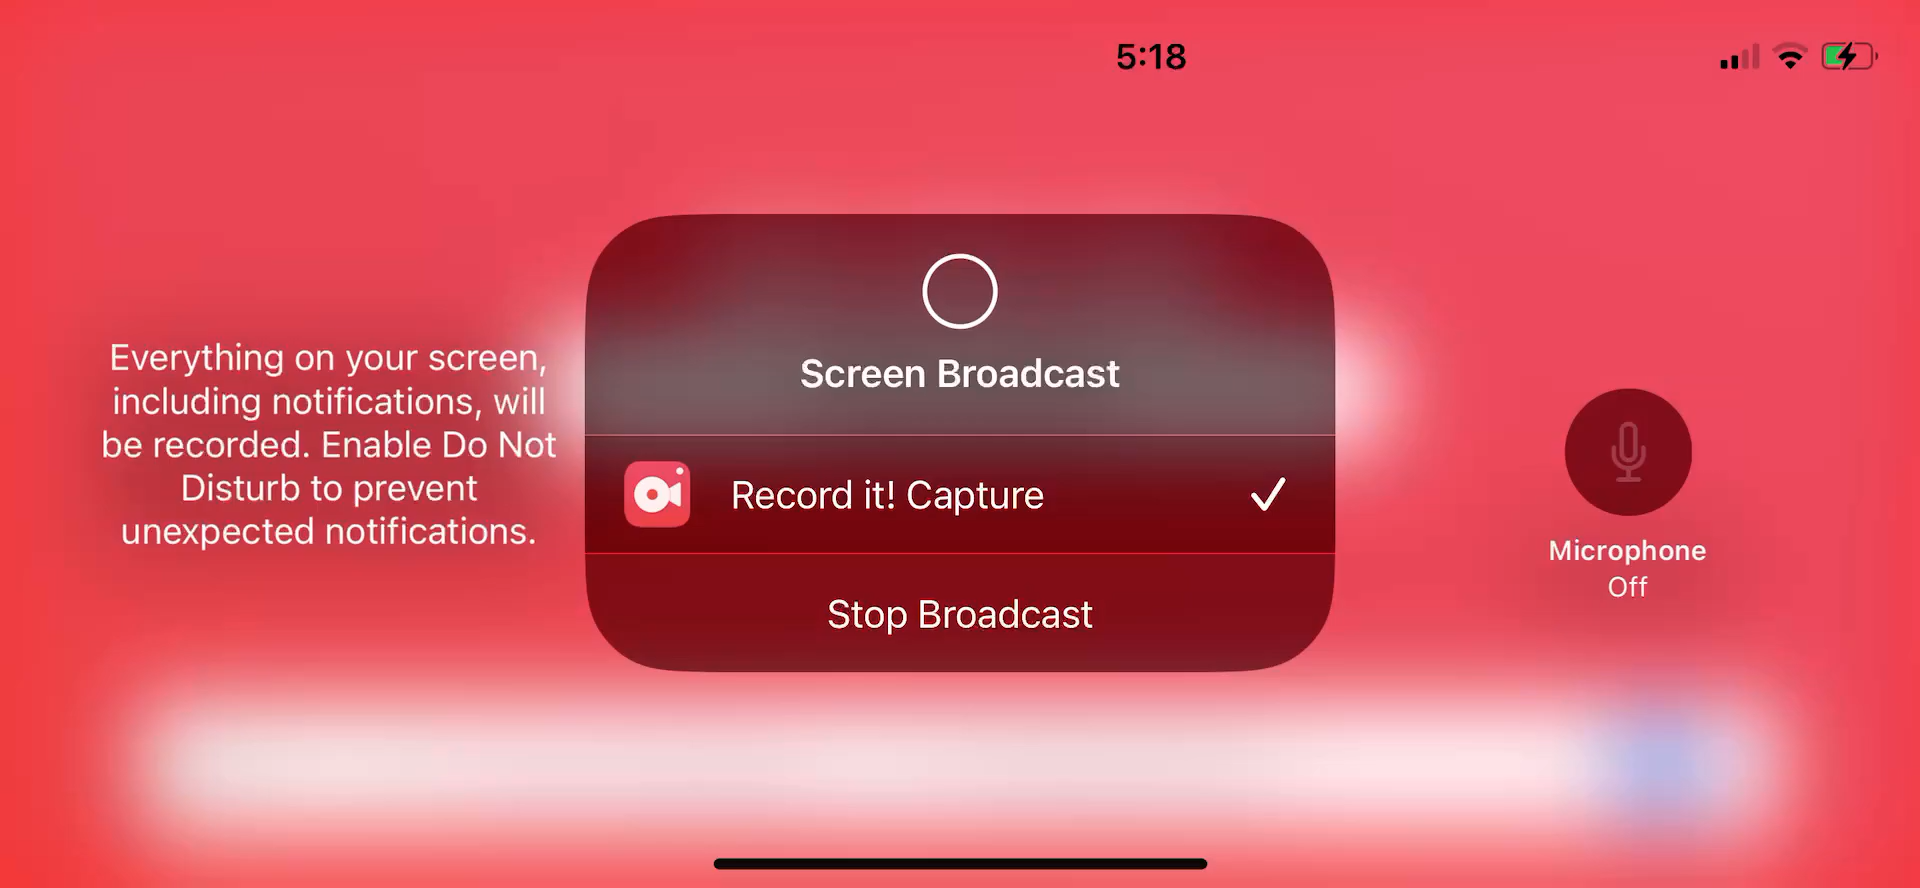 5:18
Everything on your screen,
including notifications, will
be recorded. Enable Do Not
Disturb to prevent
unexpected notifications.
Screen Broadcast
Record it! Capture
Stop Broadcast
Microphone
Off